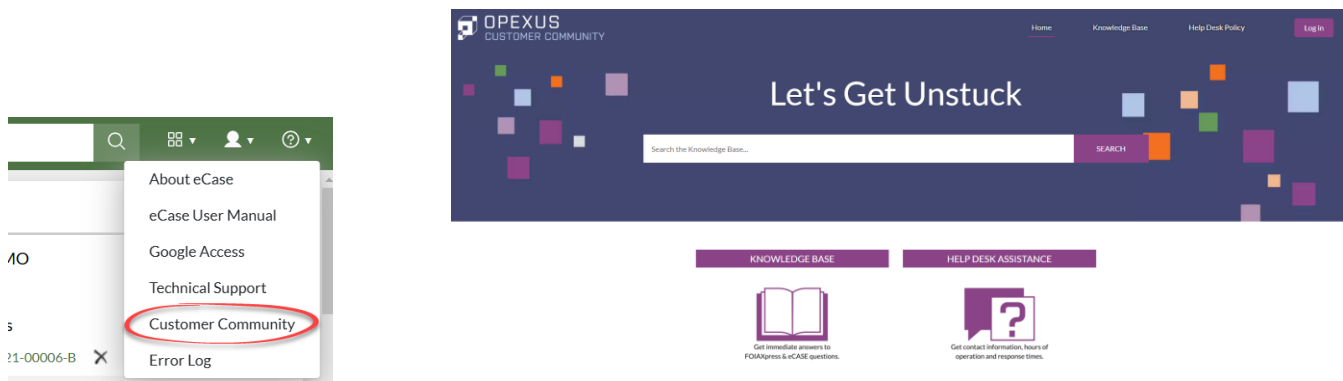 About eCase
eCase User Manual
Google Access
Technical Support
Customer Community
Error Log
MO
s
21-00006-B
OPEXUS
CUSTOMER COMMUNITY
Home
Knowledge Base
Help Desk Policy
Log In
Let's Get Unstuck
Search the Knowledge Base...
SEARCH
KNOWLEDGE BASE
HELP DESK ASSISTANCE
Get immediate answers to
FOIAXpress & eCASE questions.
Get contact information, hours of
operation and response times.